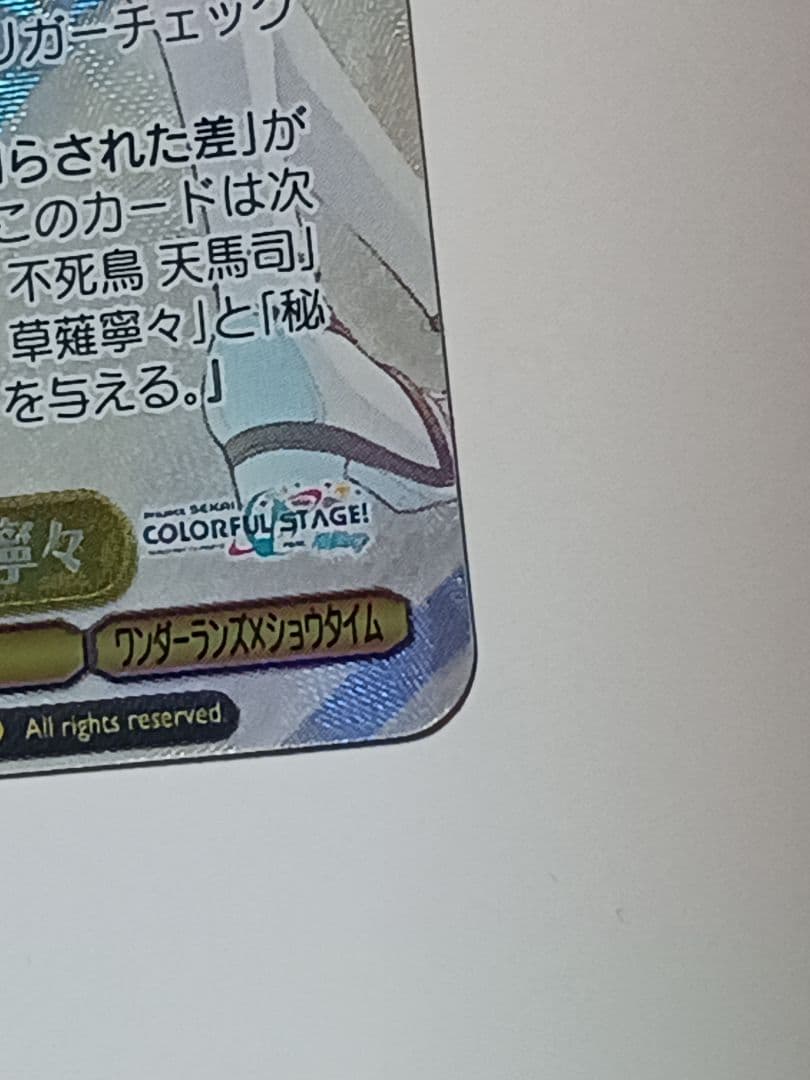 リガーチェック
らされた差」が
このカードは次
不死鳥 天馬司」
草薙寧々」と「秘
を与える。』
寧々
PROJECT SEKAI
COLORFUL STAGE!
ワンダーランズ×ショウタイム
All rights reserved.